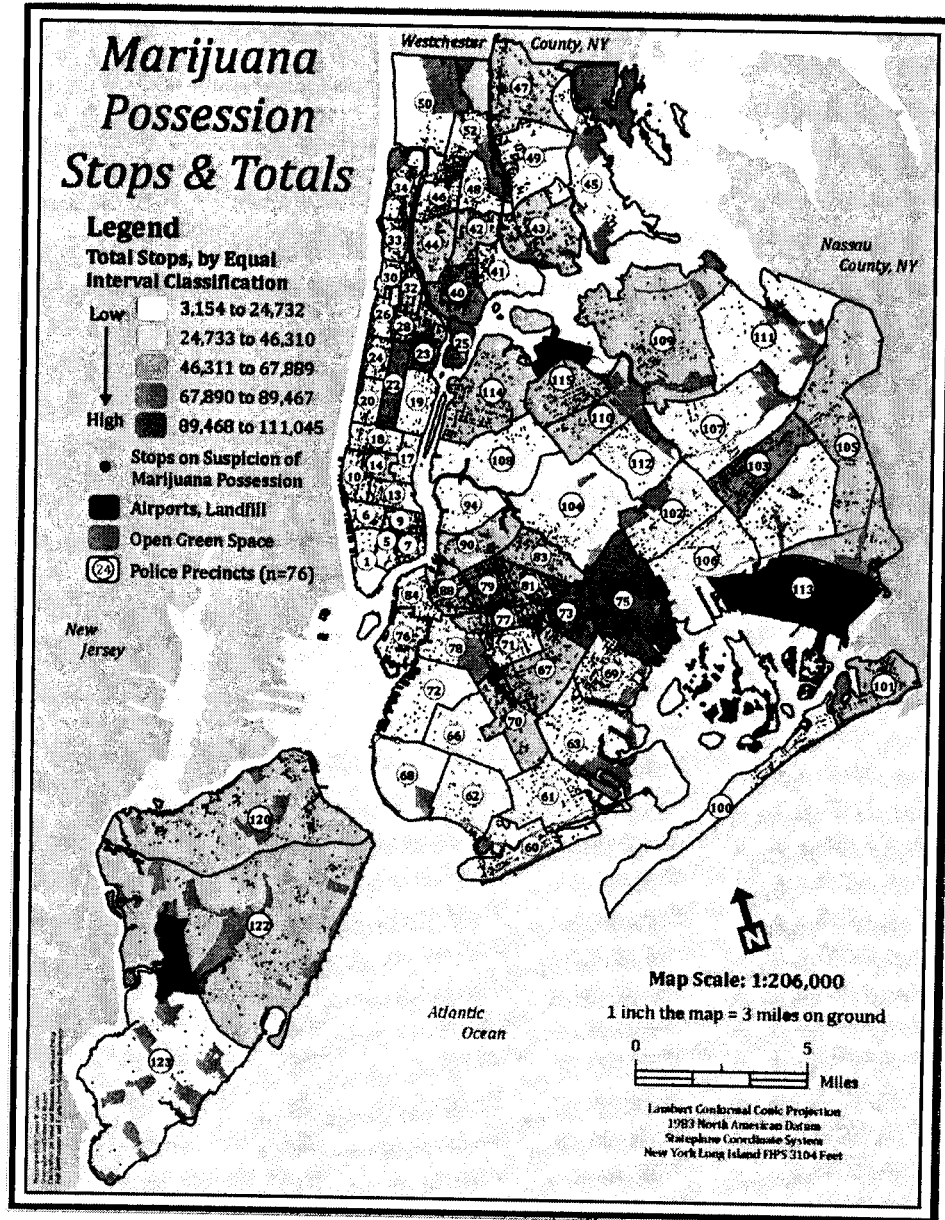 Marijuana
Possession
Stops & Totals
Legend
Total Stops, by Equal
Interval Classification
Low
3,154 to 24,732
24,733 to 46,310
46,311 to 67,889
67,890 to 89,467
High
89,468 to 111,045
Stops on Suspicion of
Marijuana Possession
Airports, Landfill
Open Green Space
24 Police Precincts (n=76)
Westchester County, NY
Nassau
County, NY
New
Jersey
Atlantic
Ocean
50
47
52
49
45
34
46
48
44
42
43
33
41
30
32
40
26
28
25
23
24
22
20
19
18
17
14
10
13
6
9
5
7
1
109
111
114
115
110
107
105
108
112
103
104
102
106
113
94
90
83
84
88
79
81
75
77
73
76
78
71
67
69
72
70
66
63
68
62
61
60
101
100
120
122
123
N
Map Scale: 1:206,000
1 inch the map = 3 miles on ground
0 5
Miles
Lambert Conformal Conic Projection
1983 North American Datum
Stateplane Coordinate System
New York Long Island FIPS 3104 Feet